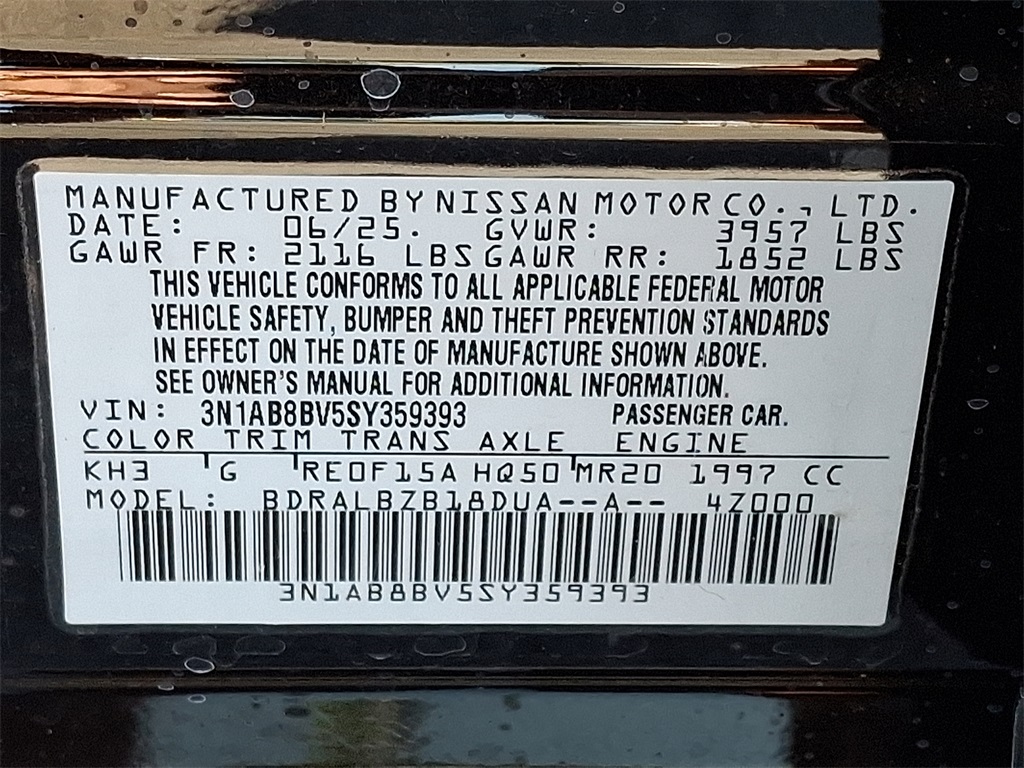 MANUFACTURED BY NISSAN MOTOR CO., LTD.
DATE: 06/25. GVWR: 3957 LBS
GAWR FR: 2116 LBS GAWR RR: 1852 LBS
THIS VEHICLE CONFORMS TO ALL APPLICABLE FEDERAL MOTOR
VEHICLE SAFETY, BUMPER AND THEFT PREVENTION STANDARDS
IN EFFECT ON THE DATE OF MANUFACTURE SHOWN ABOVE.
SEE OWNER'S MANUAL FOR ADDITIONAL INFORMATION.
VIN: 3N1AB8BV5SY359393 PASSENGER CAR.
COLOR TRIM TRANS AXLE ENGINE
KH3 G RE0F15A HQ50 MR20 1997 CC
MODEL: BDRALBZB18DUA--A-- 4Z000
3N1AB8BV5SY359393